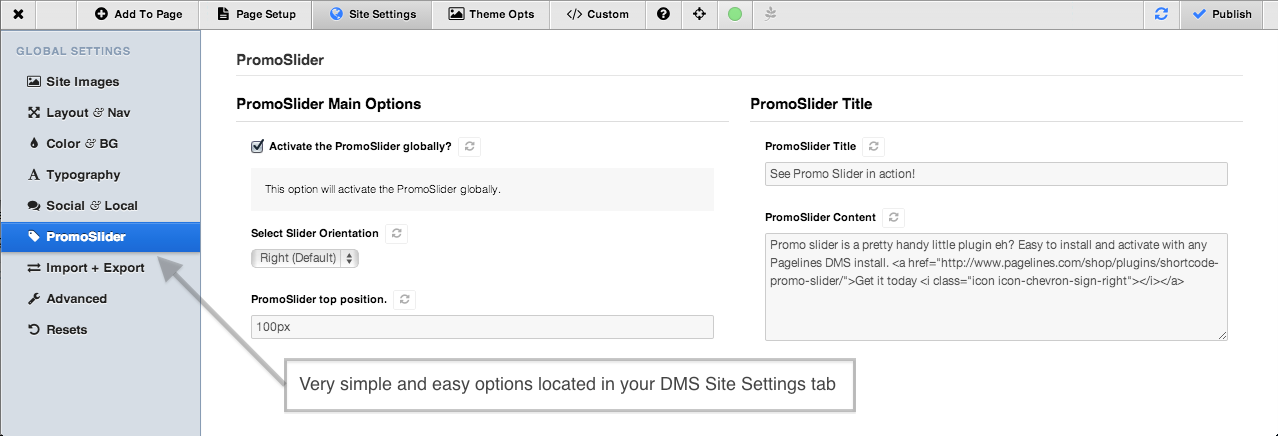 Add To Page Page Setup Site Settings Theme Opts </> Custom Publish
GLOBAL SETTINGS
Site Images
Layout & Nav
Color & BG
Typography
Social & Local
PromoSlider
Import + Export
Advanced
Resets
PromoSlider
PromoSlider Main Options
Activate the PromoSlider globally?
This option will activate the PromoSlider globally.
Select Slider Orientation
Right (Default)
PromoSlider top position.
100px
PromoSlider Title
PromoSlider Title
See Promo Slider in action!
PromoSlider Content
Promo slider is a pretty handy little plugin eh? Easy to install and activate with any
Pagelines DMS install. <a href="http://www.pagelines.com/shop/plugins/shortcode-
promo-slider/">Get it today <i class="icon icon-chevron-sign-right"></i></a>
Very simple and easy options located in your DMS Site Settings tab